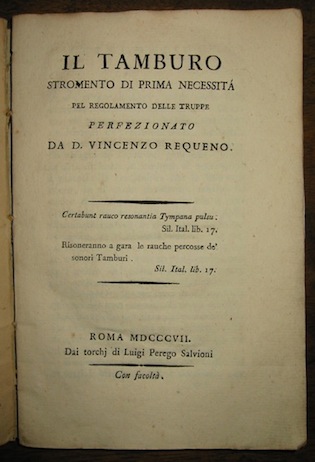 IL TAMBURO
STROMENTO DI PRIMA NECESSITÁ
PEL REGOLAMENTO DELLE TRUPPE
PERFEZIONATO
DA D. VINCENZO REQUENO.
Certabunt rauco resonantia Tympana pulsu.
Sil. Ital. lib. 17.
Risoneranno a gara le rauche percosse de'
sonori Tamburi.
Sil. Ital. lib. 17.
ROMA MDCCCVII.
Dai torchj di Luigi Perego Salvioni
Con facoltà.